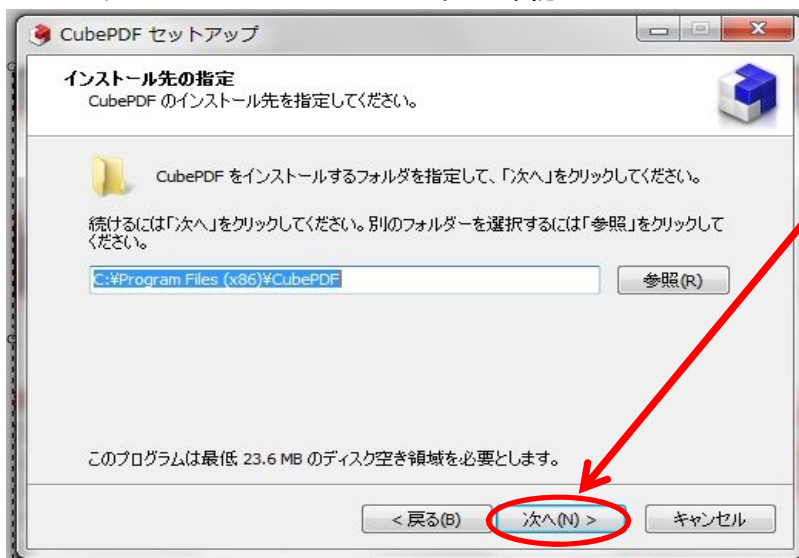 CubePDF セットアップ
インストール先の指定
CubePDF のインストール先を指定してください。
CubePDF をインストールするフォルダを指定して、「次へ」をクリックしてください。
続けるには「次へ」をクリックしてください。別のフォルダーを選択するには「参照」をクリックして
ください。
C:¥Program Files (x86)¥CubePDF
参照(R)
このプログラムは最低 23.6 MB のディスク空き領域を必要とします。
< 戻る(B)
次へ(N) >
キャンセル